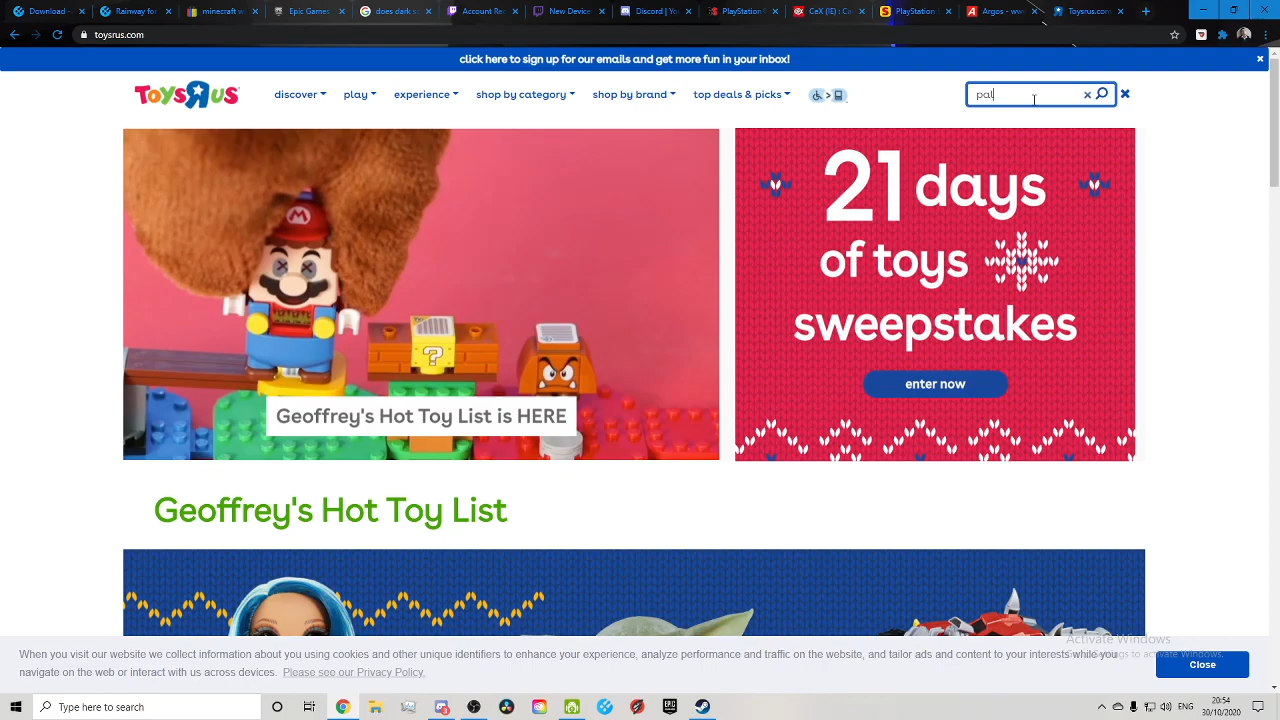 Download - fo
Rainway for
minecraft w
Epic Games
does dark s
Account Re
New Device
Discord | Yo
PlayStation
CeX (IE) : Ca
PlayStation
Argos - ww
Toysrus.com
toysrus.com
click here to sign up for our emails and get more fun in your inbox!
TOYSRUS
discover
play
experience
shop by category
shop by brand
top deals & picks
pal
21 days
of toys
sweepstakes
enter now
Geoffrey's Hot Toy List is HERE
Geoffrey's Hot Toy List
Activate Windows
When you visit our website we collect information about you using cookies and other unique identifiers to enhance your experience, analyze performance and traffic on the website, and tailor ads and content to your interests while you
navigate on the web or interact with us across devices. Please see our Privacy Policy.
Close
Type here to search
ENG
20:54
30/10/2020